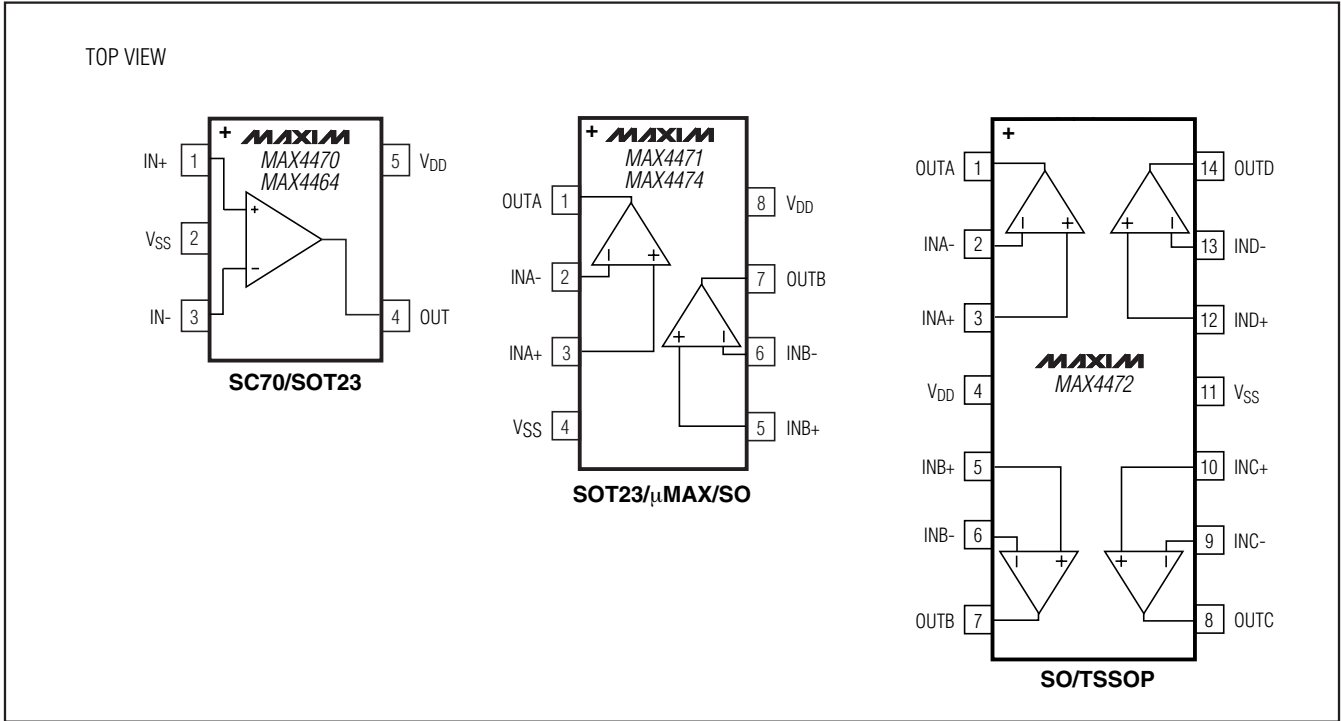 TOP VIEW
+ MAXIM
MAX4470
MAX4464
IN+ 1
VSS 2
IN- 3
5 VDD
4 OUT
+
−
SC70/SOT23
+ MAXIM
MAX4471
MAX4474
OUTA 1
INA- 2
INA+ 3
VSS 4
8 VDD
7 OUTB
6 INB-
5 INB+
− +
+ −
SOT23/µMAX/SO
+
OUTA 1
INA- 2
INA+ 3
VDD 4
INB+ 5
INB- 6
OUTB 7
− +
+ −
MAXIM
MAX4472
− +
+ −
14 OUTD
13 IND-
12 IND+
11 VSS
10 INC+
9 INC-
8 OUTC
SO/TSSOP